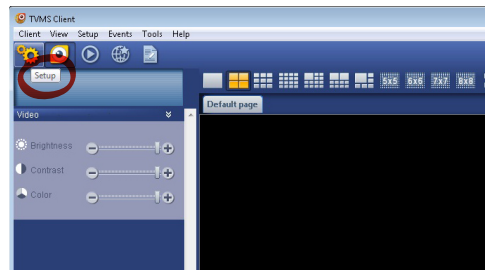 TVMS Client
Client View Setup Events Tools Help
Setup
5x5 6x6 7x7 8x8
Default page
Video
Brightness
Contrast
Color